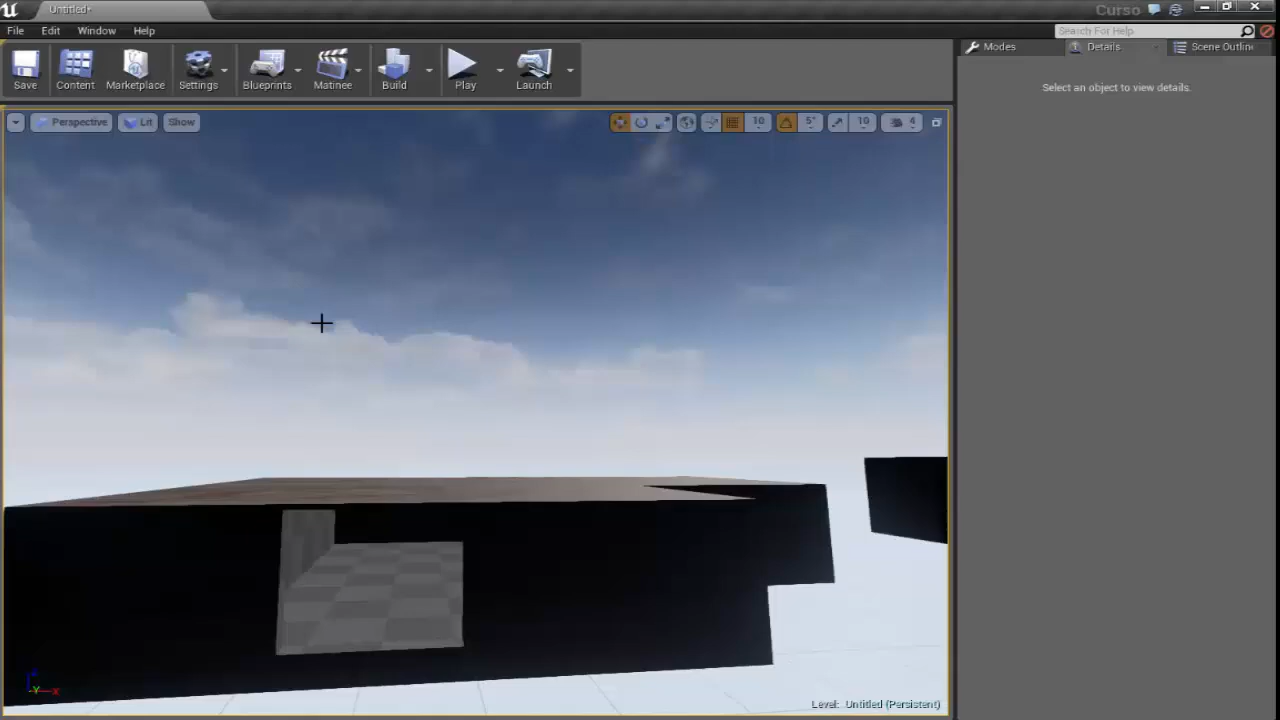 Untitled*
Curso
File Edit Window Help
Search For Help
Save Content Marketplace Settings Blueprints Matinee Build Play Launch
Modes Details Scene Outline
Select an object to view details.
Perspective Lit Show
10 5° 10 4
Level: Untitled (Persistent)
Y X